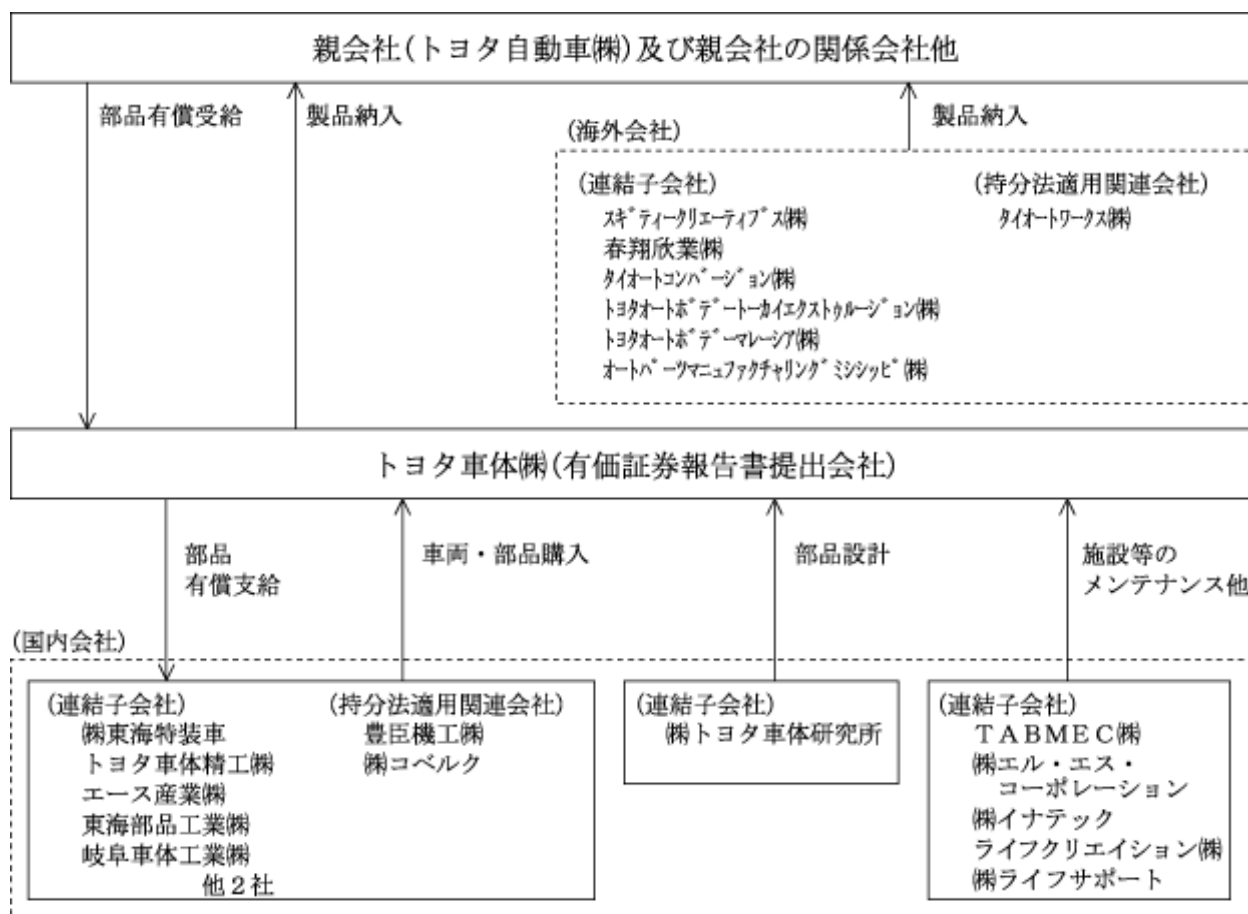 親会社(トヨタ自動車㈱)及び親会社の関係会社他
部品有償受給
製品納入
製品納入
(海外会社)
(連結子会社)
ｽｷﾞﾃｨｰｸﾘｴｰﾃｨﾌﾞｽ㈱
春翔欣業㈱
ﾀｲｵｰﾄｺﾝﾊﾞｰｼﾞｮﾝ㈱
ﾄﾖﾀｵｰﾄﾎﾞﾃﾞｰﾄｰｶｲｴｸｽﾄｩﾙｰｼﾞｮﾝ㈱
ﾄﾖﾀｵｰﾄﾎﾞﾃﾞｰﾏﾚｰｼｱ㈱
ｵｰﾄﾊﾟｰﾂﾏﾆｭﾌｧｸﾁｬﾘﾝｸﾞﾐｼｼｯﾋﾟ㈱
(持分法適用関連会社)
ﾀｲｵｰﾄﾜｰｸｽ㈱
トヨタ車体㈱(有価証券報告書提出会社)
部品
有償支給
車両・部品購入
部品設計
施設等の
メンテナンス他
(国内会社)
(連結子会社)
㈱東海特装車
トヨタ車体精工㈱
エース産業㈱
東海部品工業㈱
岐阜車体工業㈱
他２社
(持分法適用関連会社)
豊臣機工㈱
㈱コベルク
(連結子会社)
㈱トヨタ車体研究所
(連結子会社)
ＴＡＢＭＥＣ㈱
㈱エル・エス・
コーポレーション
㈱イナテック
ライフクリエイション㈱
㈱ライフサポート